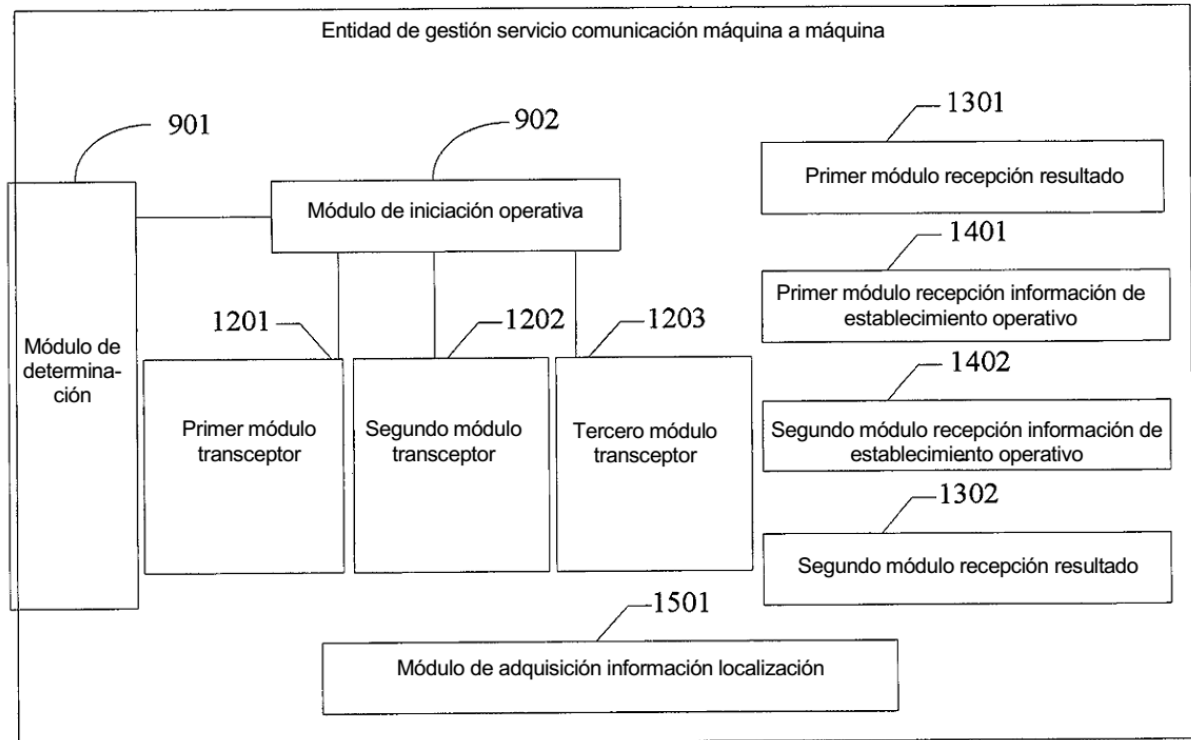 Entidad de gestión servicio comunicación máquina a máquina
901
902
1301
Módulo de iniciación operativa
Primer módulo recepción resultado
1401
Primer módulo recepción información de
establecimiento operativo
1201
1202
1203
Módulo de
determina-
ción
Primer módulo
transceptor
Segundo módulo
transceptor
Tercero módulo
transceptor
1402
Segundo módulo recepción información de
establecimiento operativo
1302
Segundo módulo recepción resultado
1501
Módulo de adquisición información localización